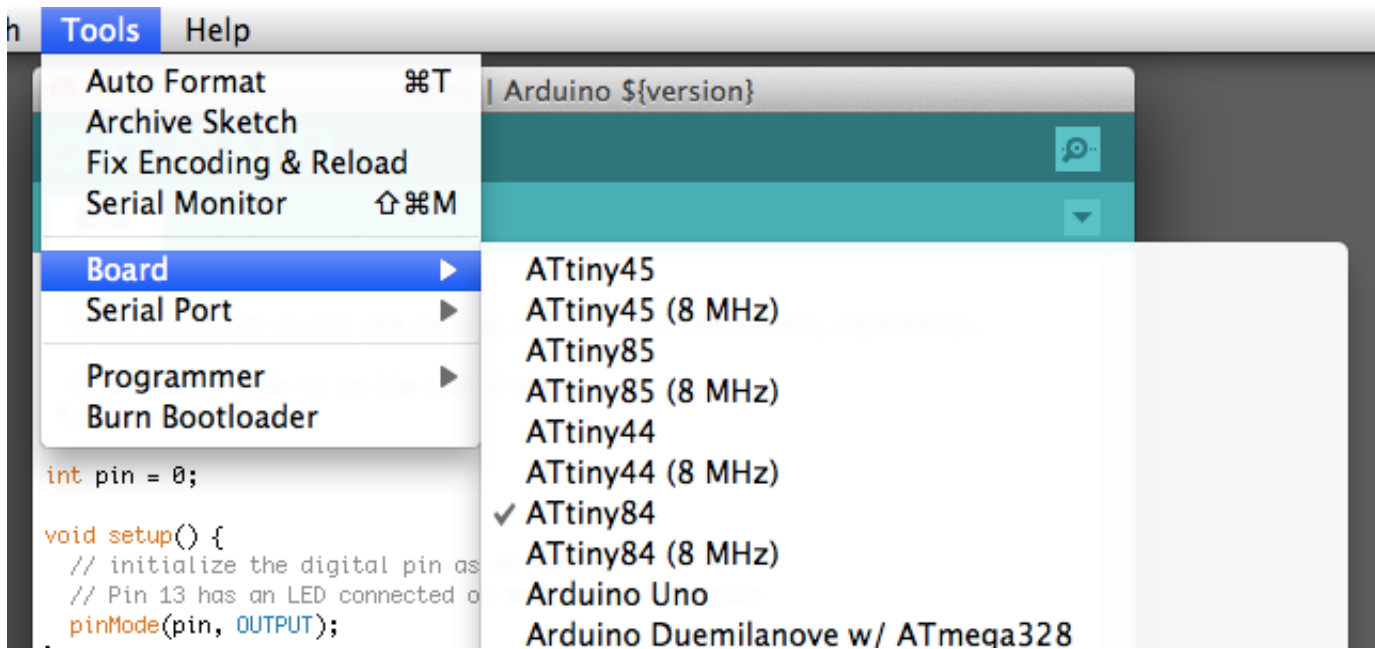 h Tools Help
Auto Format ⌘T
Archive Sketch
Fix Encoding & Reload
Serial Monitor ⇧⌘M
Board
Serial Port
Programmer
Burn Bootloader
| Arduino ${version}
ATtiny45
ATtiny45 (8 MHz)
ATtiny85
ATtiny85 (8 MHz)
ATtiny44
ATtiny44 (8 MHz)
ATtiny84
ATtiny84 (8 MHz)
Arduino Uno
Arduino Duemilanove w/ ATmega328
int pin = 0;
void setup() {
// initialize the digital pin as
// Pin 13 has an LED connected o
pinMode(pin, OUTPUT);